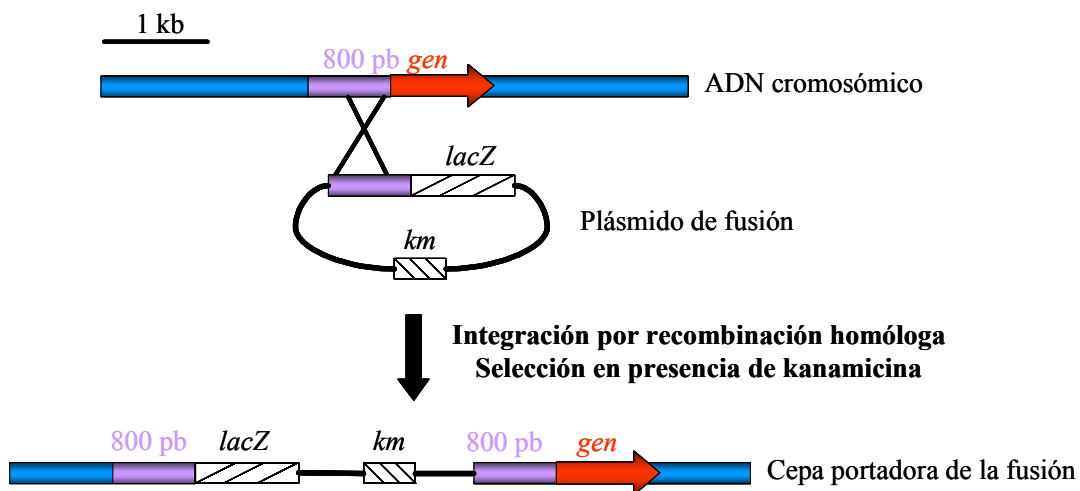 1 kb
800 pb gen
ADN cromosómico
lacZ
Plásmido de fusión
km
Integración por recombinación homóloga
Selección en presencia de kanamicina
800 pb lacZ km 800 pb gen
Cepa portadora de la fusión